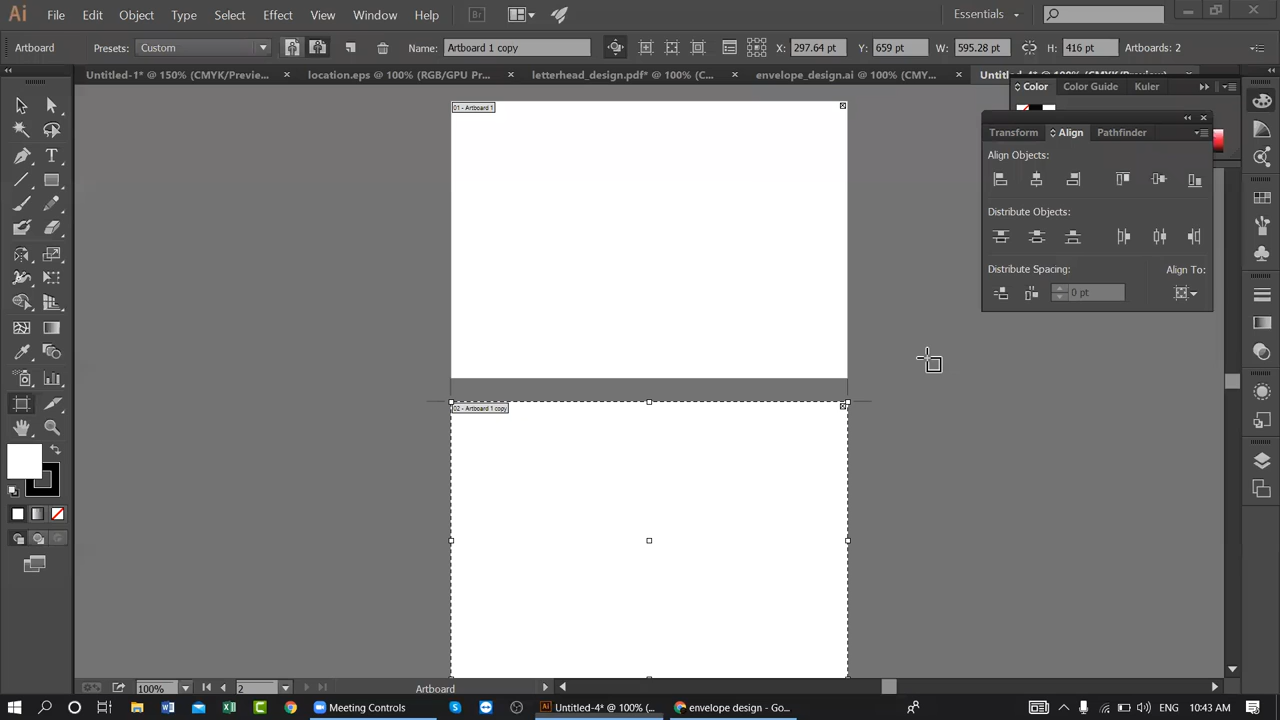 Ai File Edit Object Type Select Effect View Window Help Br Essentials
Artboard Presets: Custom Name: Artboard 1 copy X: 297.64 pt Y: 659 pt W: 595.28 pt H: 416 pt Artboards: 2
Untitled-1* @ 150% (CMYK/Previe... location.eps @ 100% (RGB/GPU Pr... letterhead_design.pdf* @ 100% (C... envelope_design.ai @ 100% (CMY...
Color Color Guide Kuler
01 - Artboard 1
Transform Align Pathfinder
Align Objects:
Distribute Objects:
Distribute Spacing: Align To:
0 pt
02 - Artboard 1 copy
100% 2 Artboard
Meeting Controls Untitled-4* @ 100% (... envelope design - Go... ENG 10:43 AM